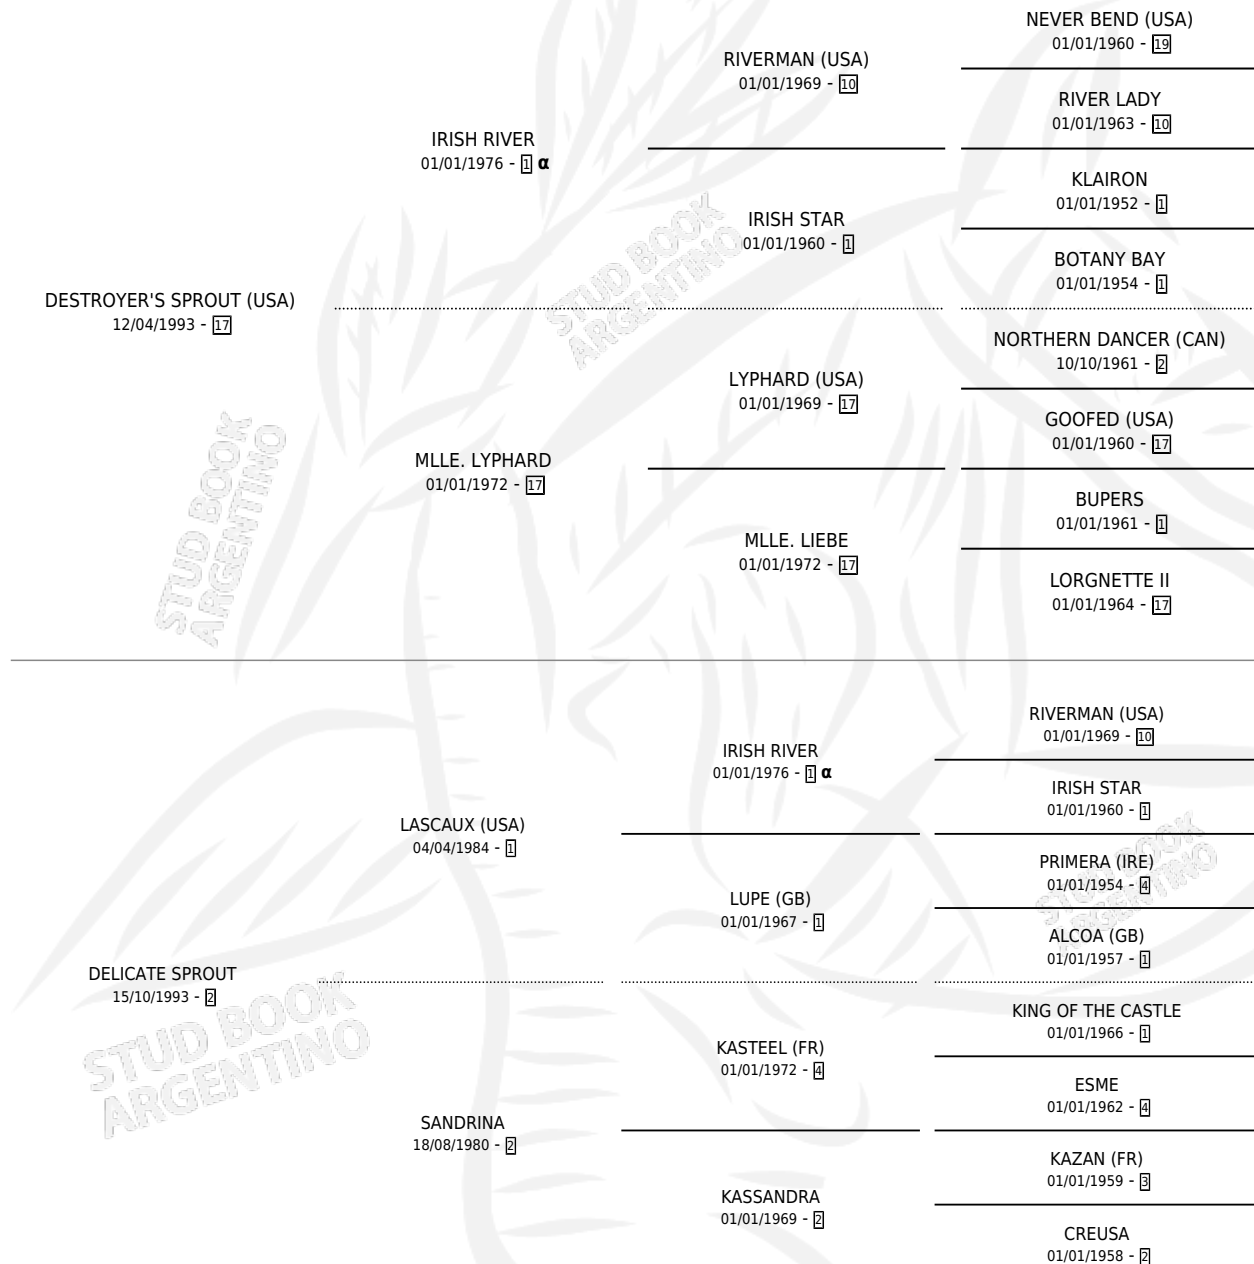 NEVER BEND (USA)
01/01/1960 - 19
RIVERMAN (USA)
01/01/1969 - 10
RIVER LADY
01/01/1963 - 10
IRISH RIVER
01/01/1976 - 1 α
KLAIRON
01/01/1952 - 1
IRISH STAR
01/01/1960 - 1
BOTANY BAY
01/01/1954 - 1
DESTROYER'S SPROUT (USA)
12/04/1993 - 17
NORTHERN DANCER (CAN)
10/10/1961 - 2
LYPHARD (USA)
01/01/1969 - 17
GOOFED (USA)
01/01/1960 - 17
MLLE. LYPHARD
01/01/1972 - 17
BUPERS
01/01/1961 - 1
MLLE. LIEBE
01/01/1972 - 17
LORGNETTE II
01/01/1964 - 17
STUD BOOK
ARGENTINO
STUD BOOK
ARGENTINO
RIVERMAN (USA)
01/01/1969 - 10
IRISH RIVER
01/01/1976 - 1 α
IRISH STAR
01/01/1960 - 1
LASCAUX (USA)
04/04/1984 - 1
PRIMERA (IRE)
01/01/1954 - 4
LUPE (GB)
01/01/1967 - 1
ALCOA (GB)
01/01/1957 - 1
DELICATE SPROUT
15/10/1993 - 2
KING OF THE CASTLE
01/01/1966 - 1
KASTEEL (FR)
01/01/1972 - 4
ESME
01/01/1962 - 4
SANDRINA
18/08/1980 - 2
KAZAN (FR)
01/01/1959 - 3
KASSANDRA
01/01/1969 - 2
CREUSA
01/01/1958 - 2
STUD BOOK
ARGENTINO
STUD BOOK
ARGENTINO